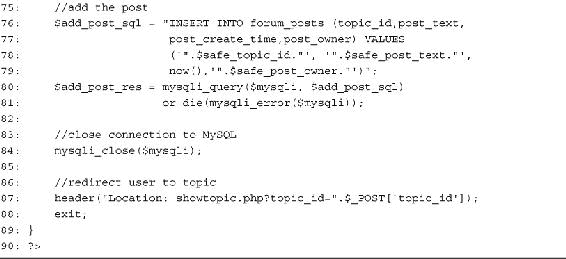 75: //add the post
76: $add_post_sql = "INSERT INTO forum_posts (topic_id,post_text,
77: post_create_time,post_owner) VALUES
78: ('".$safe_topic_id."', '".$safe_post_text."',
79: now(),'".$safe_post_owner."')";
80: $add_post_res = mysqli_query($mysqli, $add_post_sql)
81: or die(mysqli_error($mysqli));
82:
83: //close connection to MySQL
84: mysqli_close($mysqli);
85:
86: //redirect user to topic
87: header("Location: showtopic.php?topic_id=".$_POST['topic_id']);
88: exit;
89: }
90: ?>